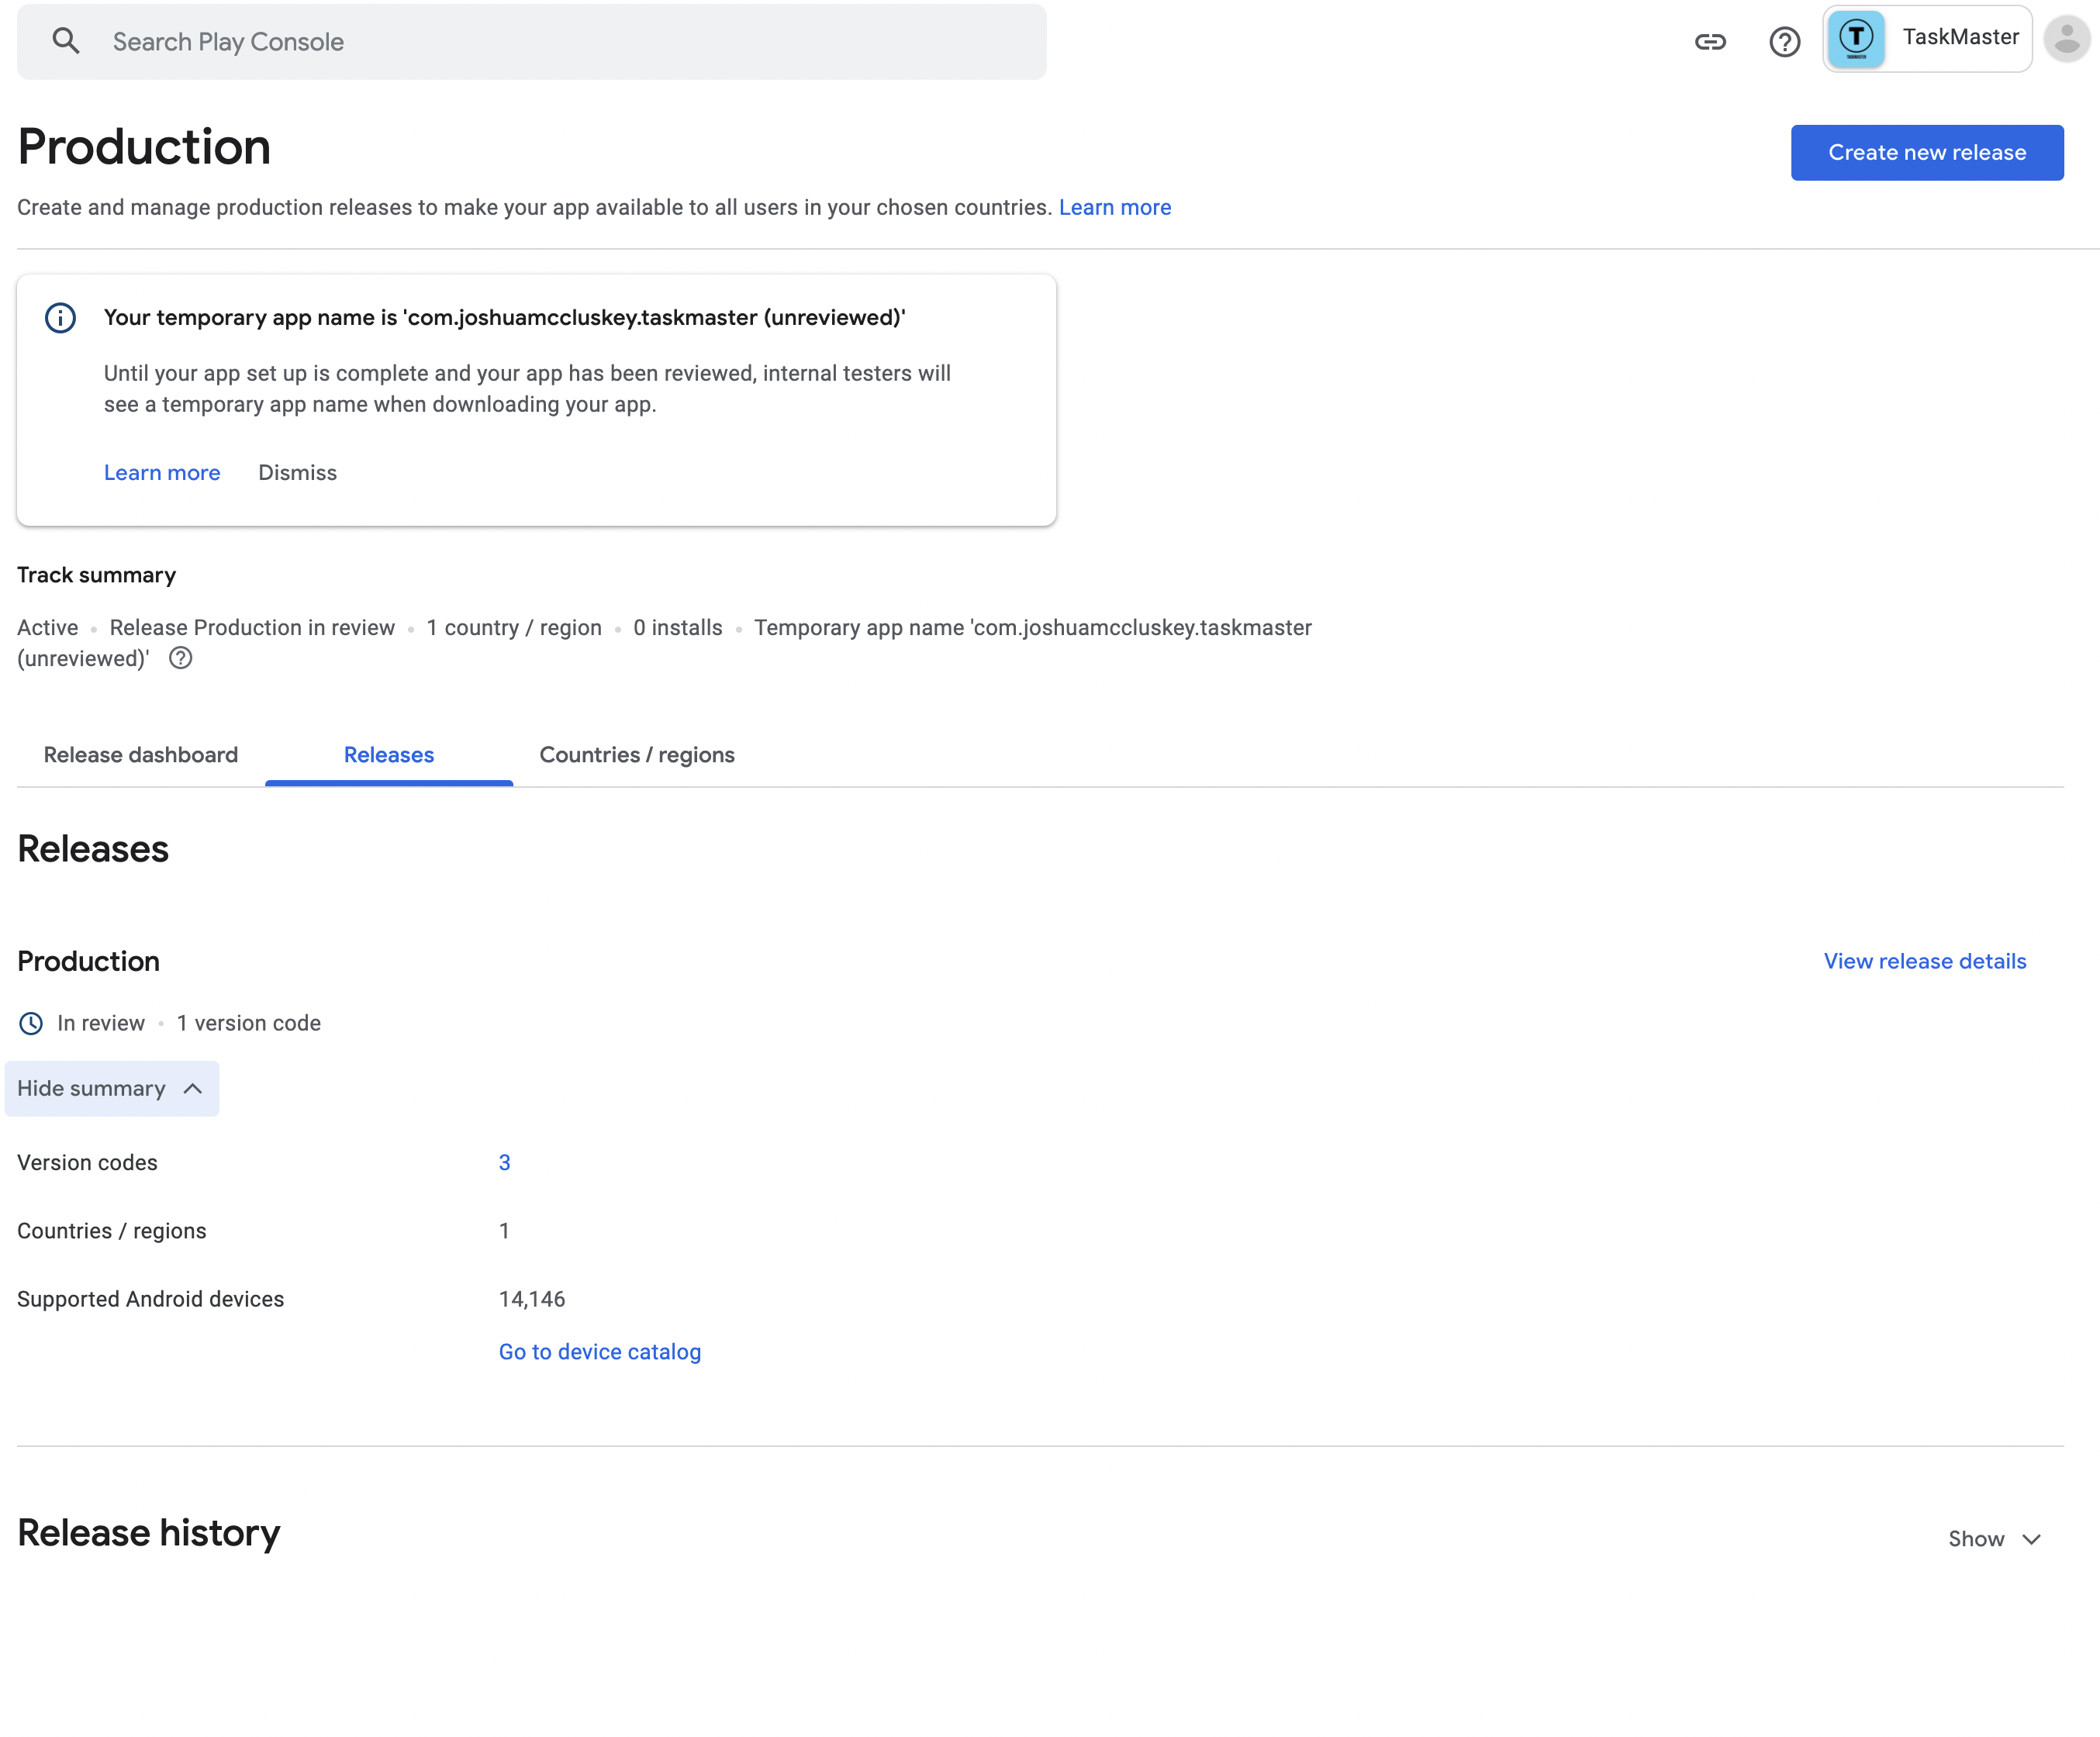 Search Play Console
T
TaskMaster
Production
Create new release
Create and manage production releases to make your app available to all users in your chosen countries. Learn more
Your temporary app name is 'com.joshuamccluskey.taskmaster (unreviewed)'
Until your app set up is complete and your app has been reviewed, internal testers will
see a temporary app name when downloading your app.
Learn more Dismiss
Track summary
Active • Release Production in review • 1 country / region • 0 installs • Temporary app name 'com.joshuamccluskey.taskmaster
(unreviewed)'
Release dashboard Releases Countries / regions
Releases
Production
View release details
In review • 1 version code
Hide summary
Version codes 3
Countries / regions 1
Supported Android devices 14,146
Go to device catalog
Release history
Show